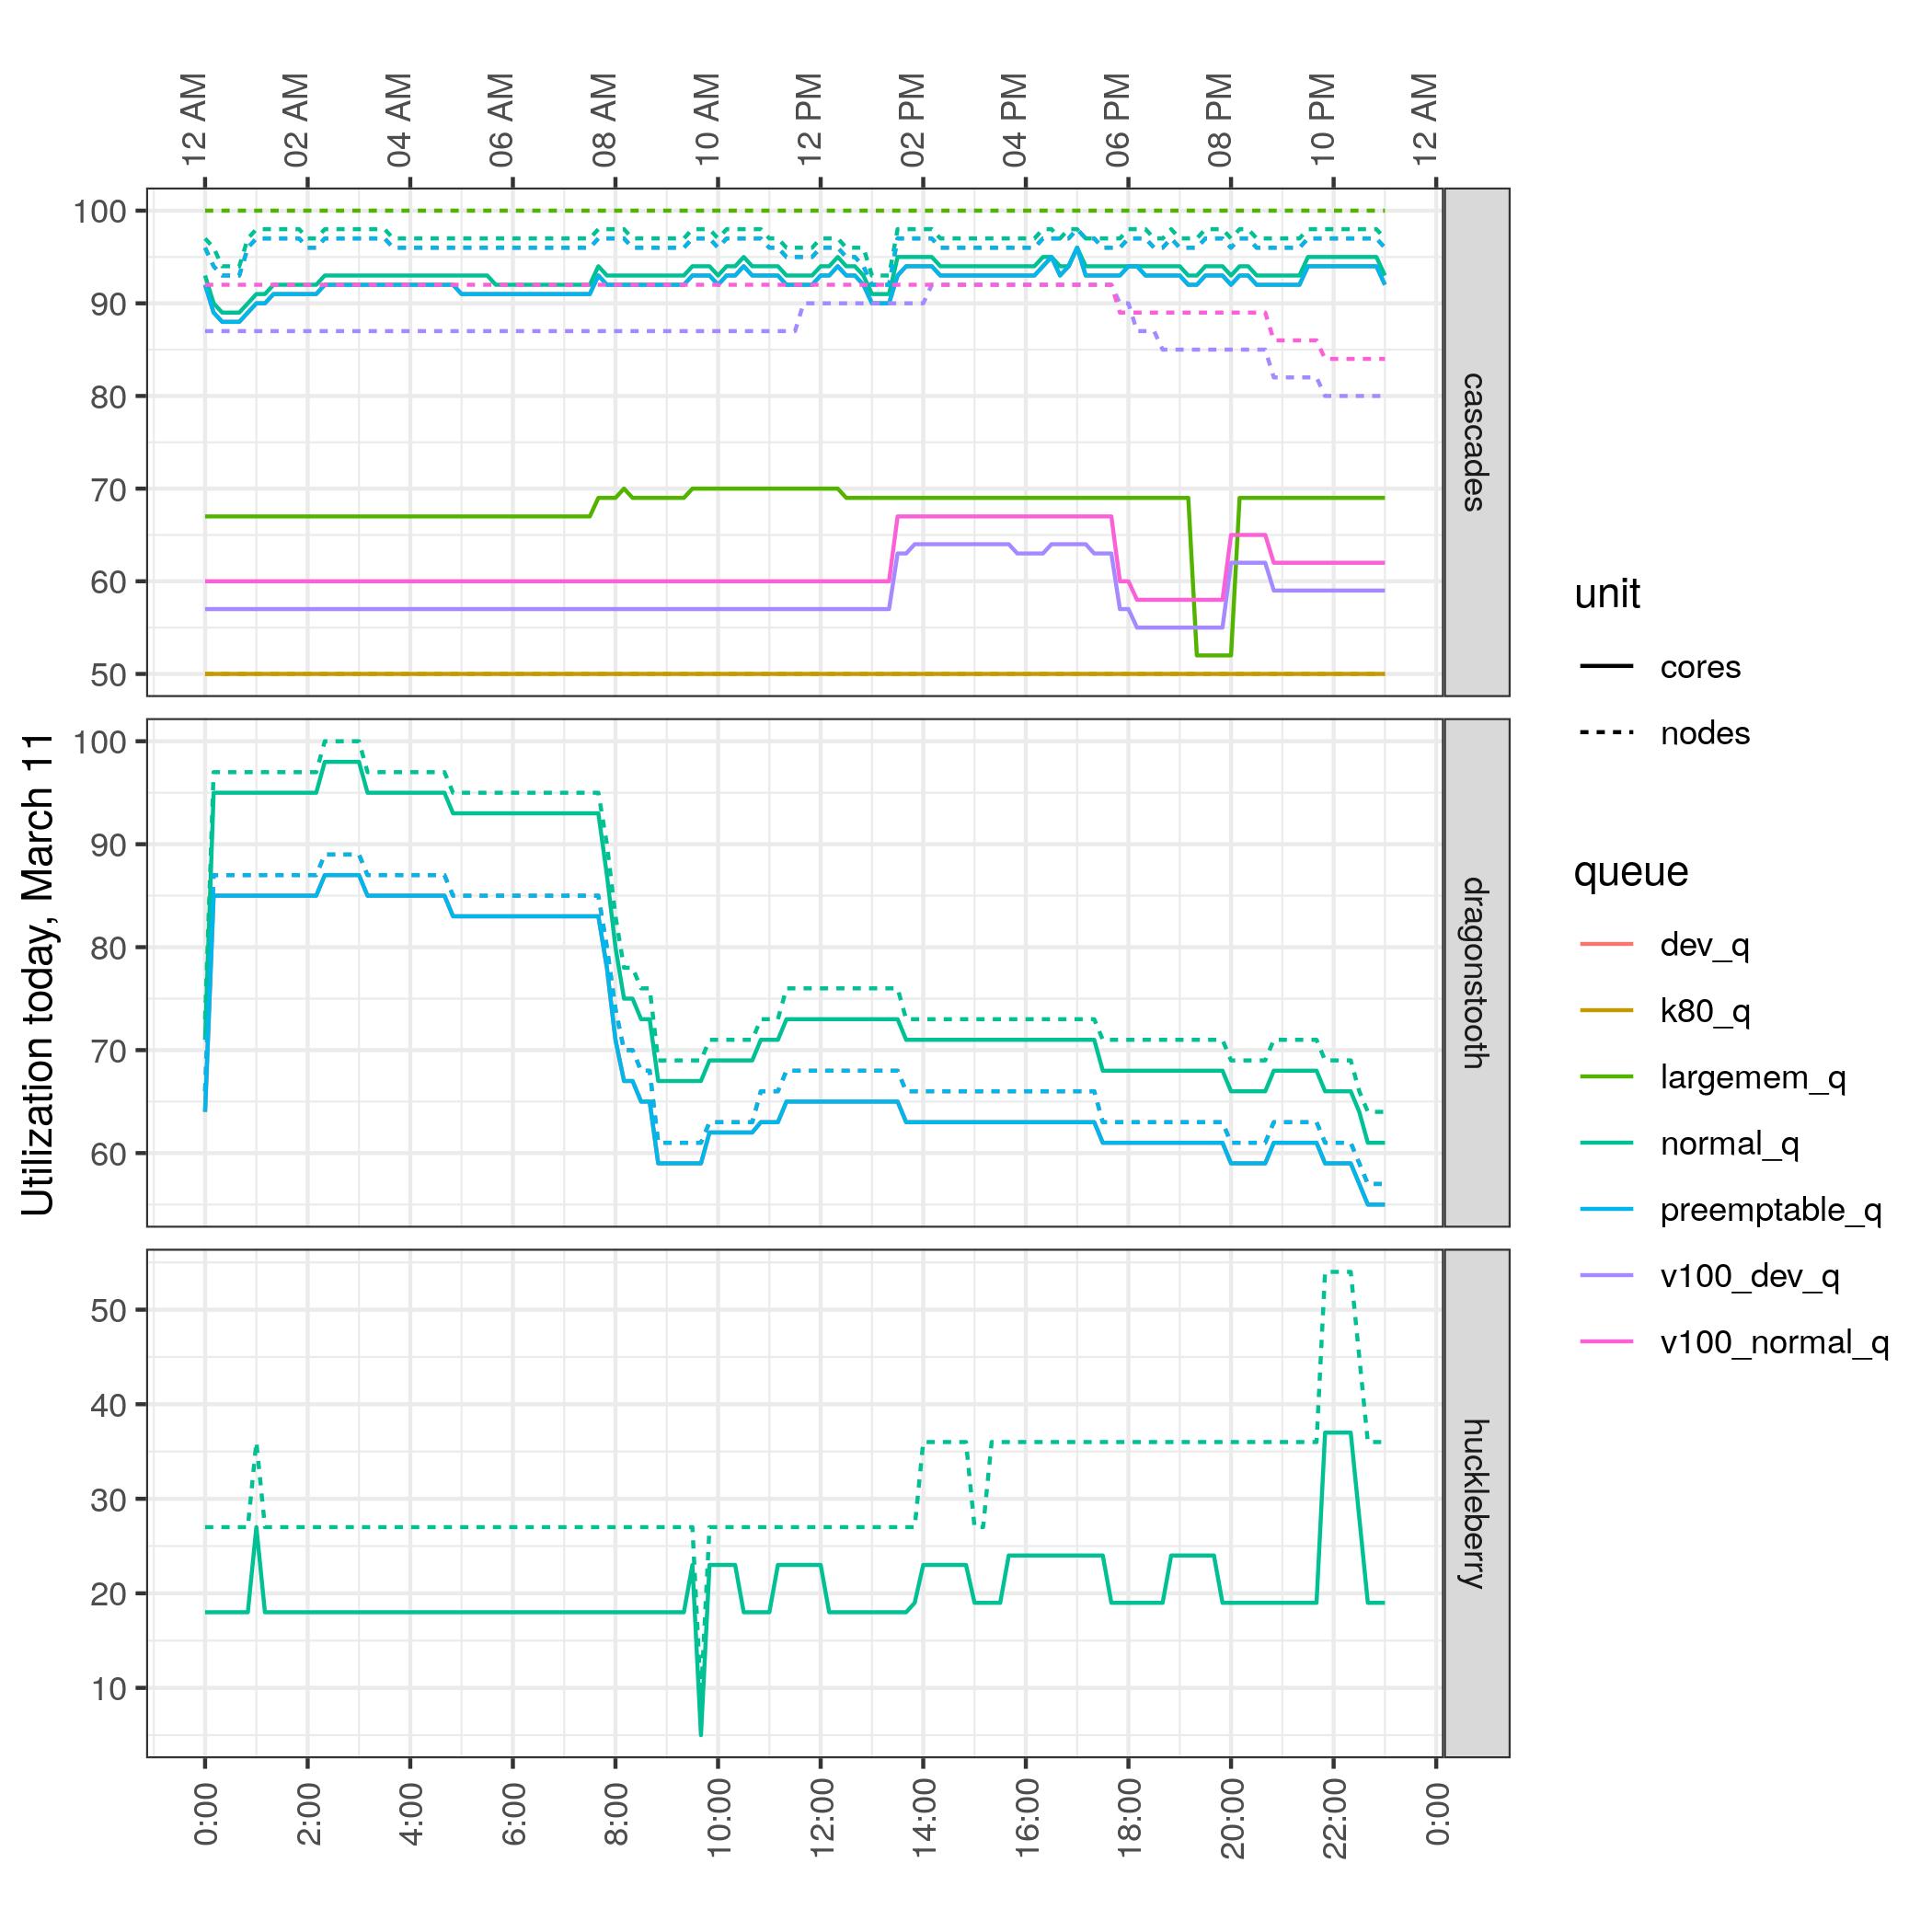 12 AM
02 AM
04 AM
06 AM
08 AM
10 AM
12 PM
02 PM
04 PM
06 PM
08 PM
10 PM
12 AM
Utilization today, March 11
100
90
80
70
60
50
cascades
100
90
80
70
60
dragonstooth
50
40
30
20
10
huckleberry
0:00
2:00
4:00
6:00
8:00
10:00
12:00
14:00
16:00
18:00
20:00
22:00
0:00
unit
cores
nodes
queue
dev_q
k80_q
largemem_q
normal_q
preemptable_q
v100_dev_q
v100_normal_q